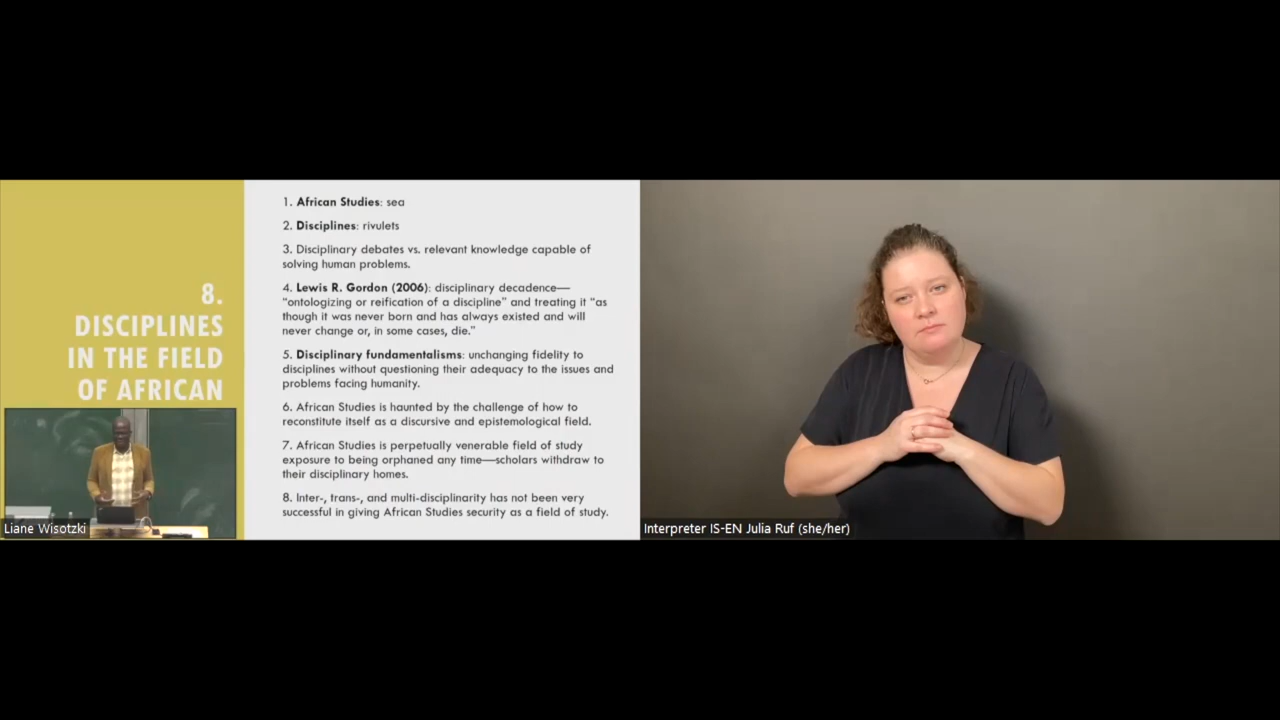 8.
DISCIPLINES
IN THE FIELD
OF AFRICAN
1. African Studies: sea
2. Disciplines: rivulets
3. Disciplinary debates vs. relevant knowledge capable of
solving human problems.
4. Lewis R. Gordon (2006): disciplinary decadence—
“ontologizing or reification of a discipline” and treating it “as
though it was never born and has always existed and will
never change or, in some cases, die.”
5. Disciplinary fundamentalisms: unchanging fidelity to
disciplines without questioning their adequacy to the issues and
problems facing humanity.
6. African Studies is haunted by the challenge of how to
reconstitute itself as a discursive and epistemological field.
7. African Studies is perpetually venerable field of study
exposure to being orphaned any time—scholars withdraw to
their disciplinary homes.
8. Inter-, trans-, and multi-disciplinarity has not been very
successful in giving African Studies security as a field of study.
Liane Wisotzki
Interpreter IS-EN Julia Ruf (she/her)